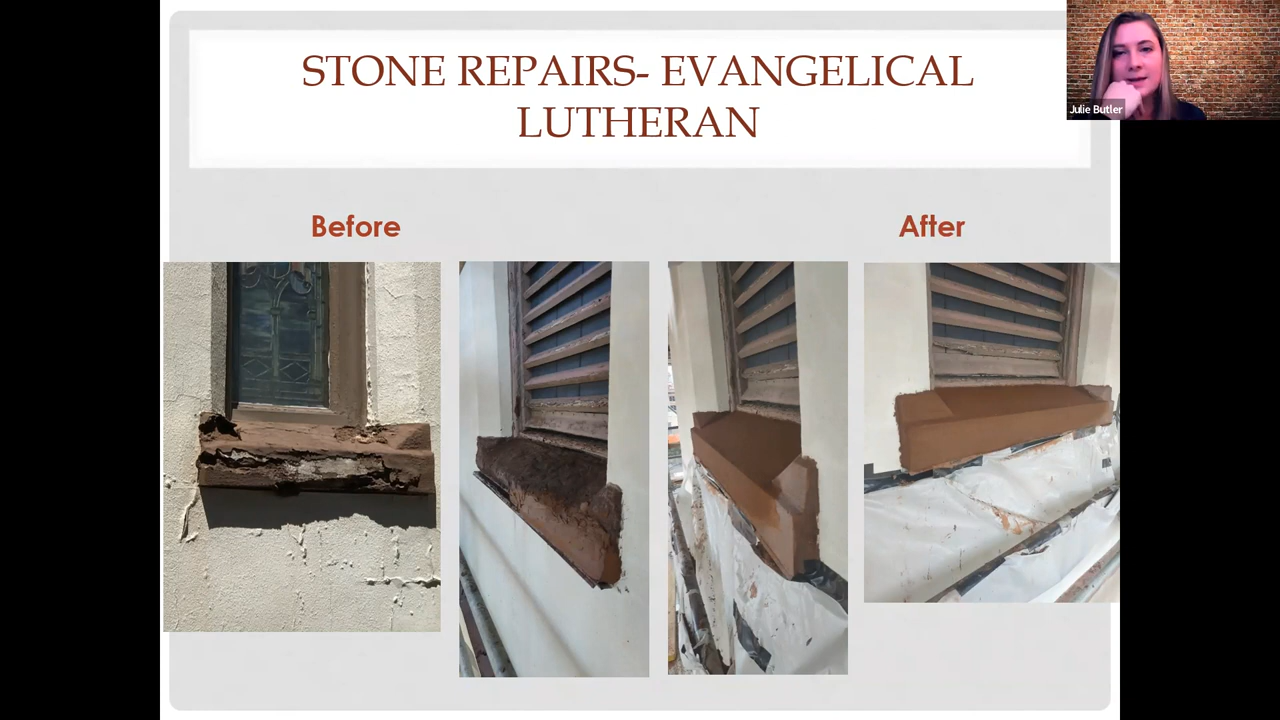 STONE REPAIRS- EVANGELICAL
LUTHERAN
Julie Butler
Before
After